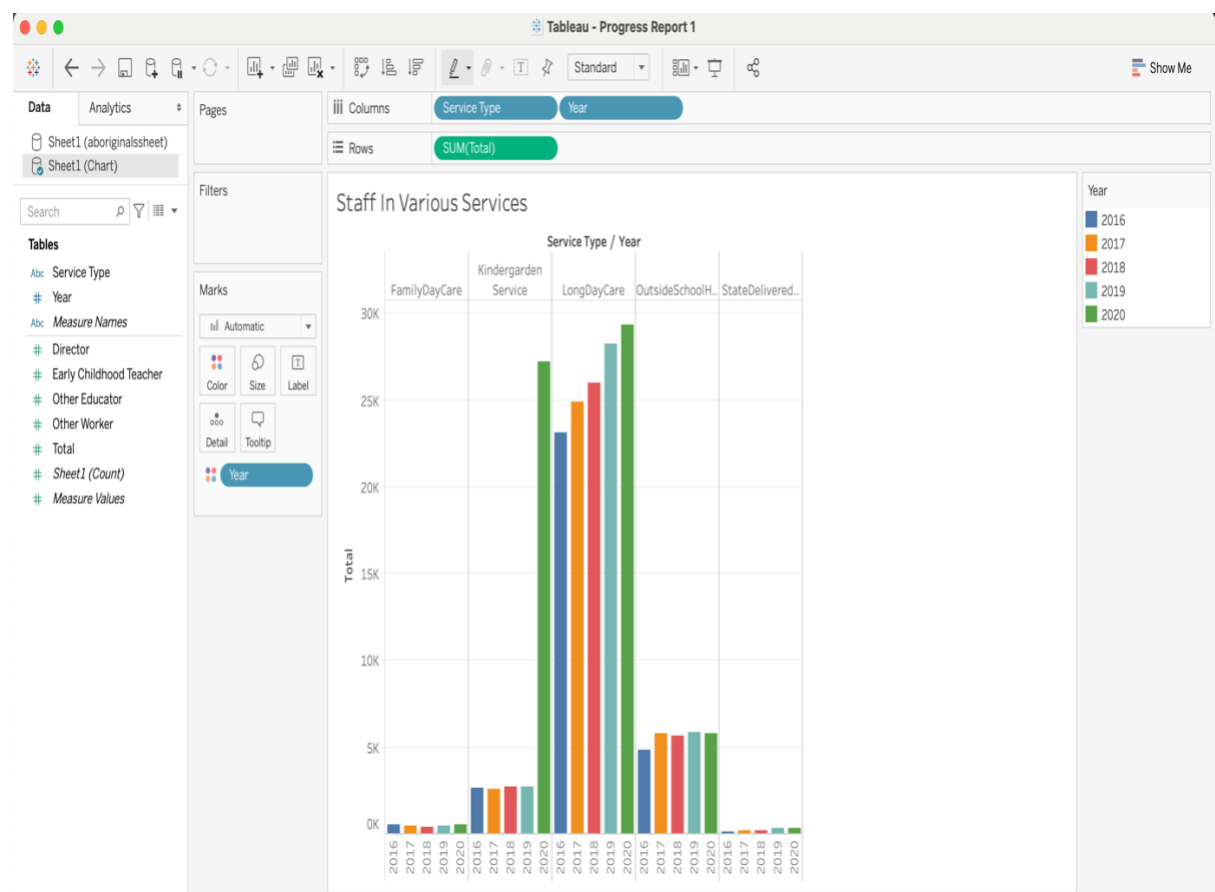 Tableau - Progress Report 1
Standard
Show Me
Data
Analytics
Sheet1 (aboriginalssheet)
Sheet1 (Chart)
Search
Tables
Abc Service Type
# Year
Abc Measure Names
# Director
# Early Childhood Teacher
# Other Educator
# Other Worker
# Total
# Sheet1 (Count)
# Measure Values
Pages
Filters
Marks
Automatic
Color
Size
Label
Detail
Tooltip
Year
Columns
Service Type
Year
Rows
SUM(Total)
Staff In Various Services
Service Type / Year
FamilyDayCare
Kindergarden
Service
LongDayCare
OutsideSchoolH..
StateDelivered..
30K
25K
20K
15K
10K
5K
0K
Total
2016 2017 2018 2019 2020 2016 2017 2018 2019 2020 2016 2017 2018 2019 2020 2016 2017 2018 2019 2020 2016 2017 2018 2019 2020
Year
2016
2017
2018
2019
2020